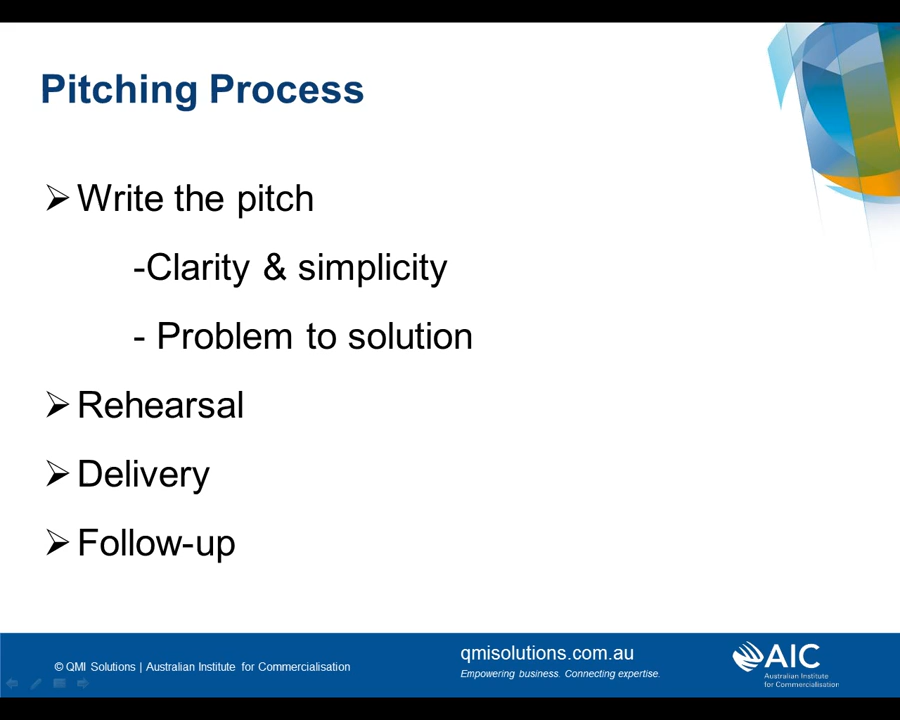 Pitching Process
➢ Write the pitch
-Clarity & simplicity
- Problem to solution
➢ Rehearsal
➢ Delivery
➢ Follow-up
© QMI Solutions | Australian Institute for Commercialisation
qmisolutions.com.au
Empowering business. Connecting expertise.
AIC
Australian Institute
for Commercialisation